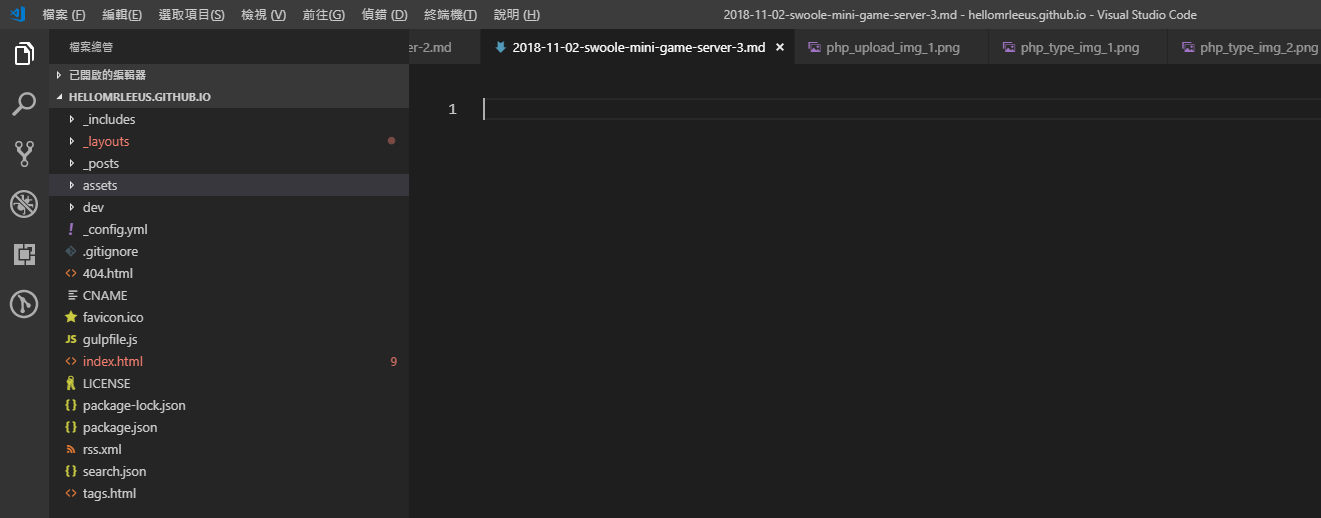 檔案 (F) 編輯(E) 選取項目(S) 檢視 (V) 前往(G) 偵錯 (D) 終端機(T) 說明 (H) 2018-11-02-swoole-mini-game-server-3.md - hellomrleeus.github.io - Visual Studio Code
檔案總管
er-2.md 2018-11-02-swoole-mini-game-server-3.md × php_upload_img_1.png php_type_img_1.png php_type_img_2.png
已開啟的編輯器
HELLOMRLEEUS.GITHUB.IO
1
_includes
_layouts
_posts
assets
dev
! _config.yml
.gitignore
<> 404.html
CNAME
favicon.ico
JS gulpfile.js
<> index.html 9
LICENSE
{} package-lock.json
{} package.json
rss.xml
{} search.json
<> tags.html